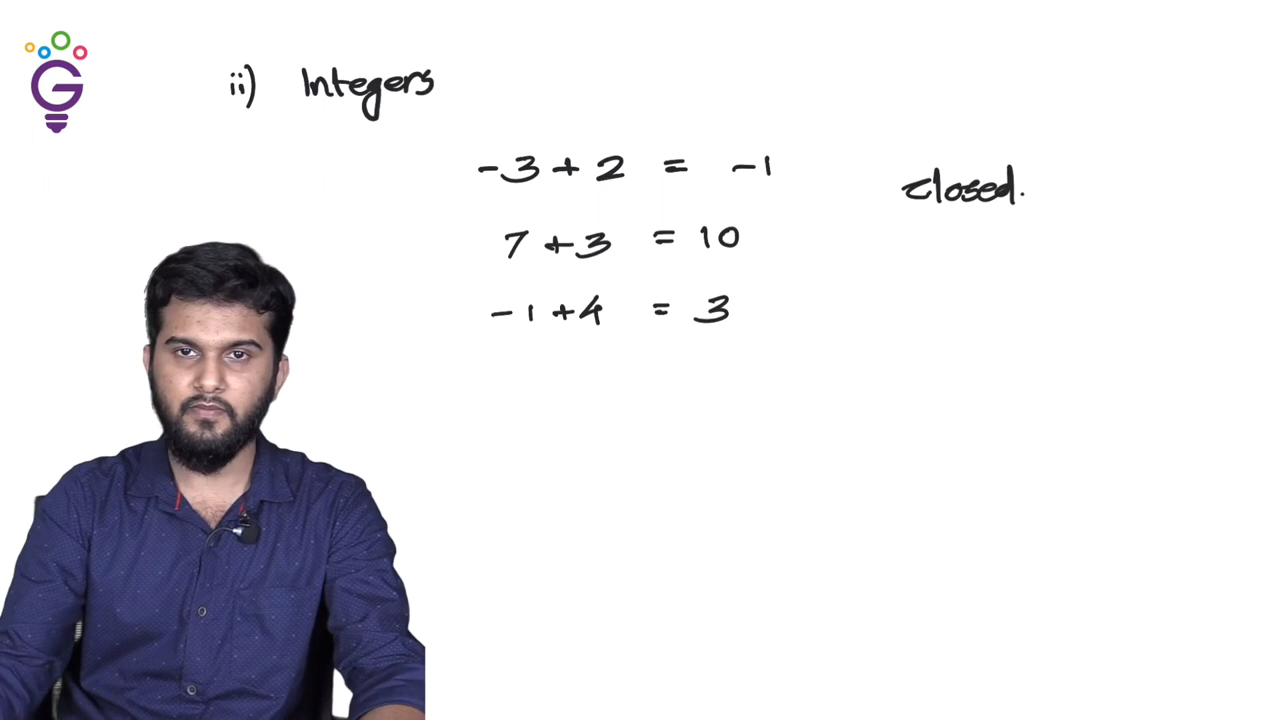 ii) Integers
-3 + 2 = -1
closed.
7 + 3 = 10
-1 + 4 = 3